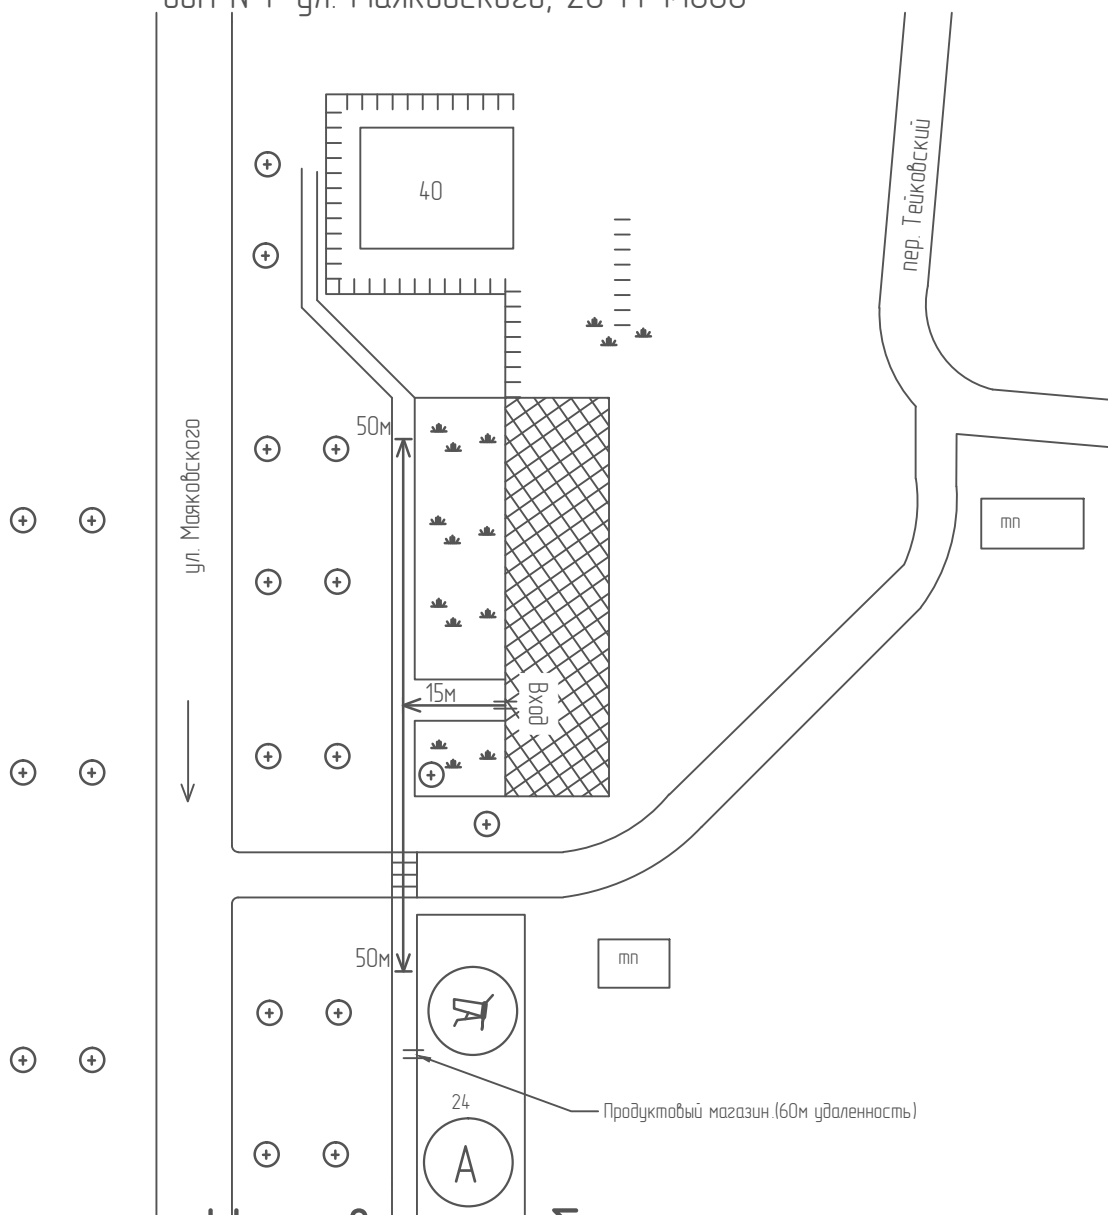 ул. Маяковского, 26
40
пер. Тейковский
50м
ул. Маяковского
тп
15м
Вход
50м
тп
24
Продуктовый магазин.(60м удаленность)
А